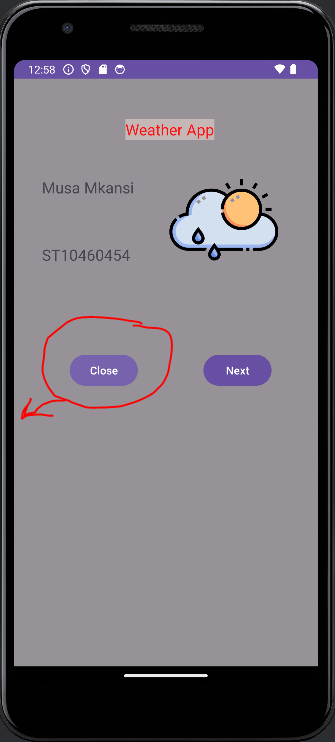 12:58
Weather App
Musa Mkansi
ST10460454
Close Next